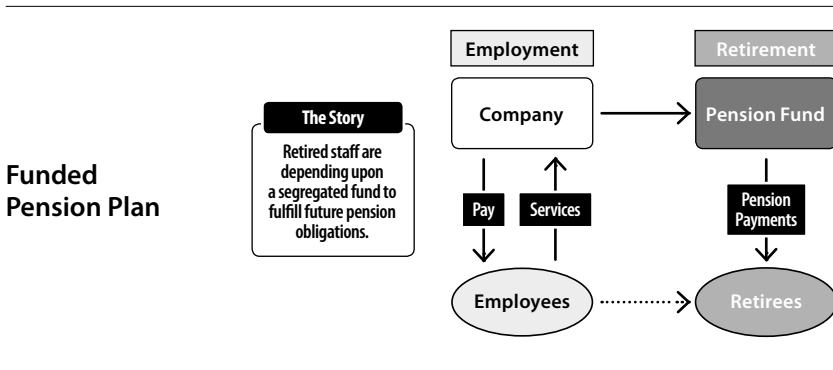 Funded
Pension Plan
The Story
Retired staff are
depending upon
a segregated fund to
fulfill future pension
obligations.
Employment
Retirement
Company
Pension Fund
Pay
Services
Pension
Payments
Employees
Retirees